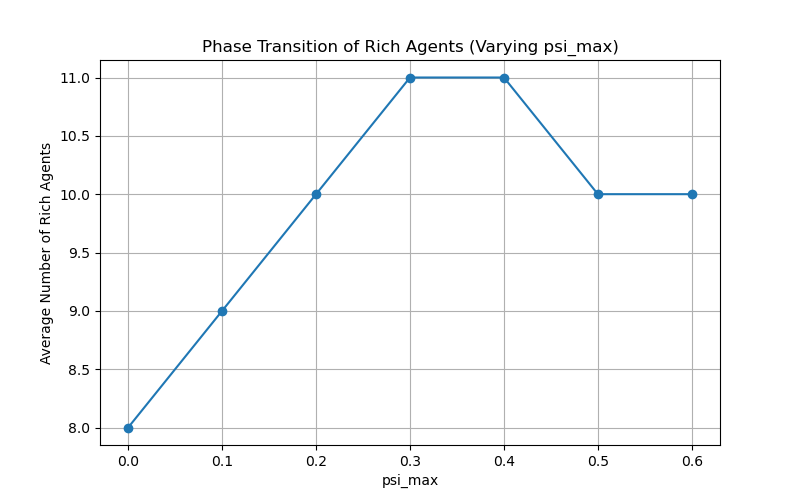 Phase Transition of Rich Agents (Varying psi_max)
Average Number of Rich Agents
11.0
10.5
10.0
9.5
9.0
8.5
8.0
0.0 0.1 0.2 0.3 0.4 0.5 0.6
psi_max